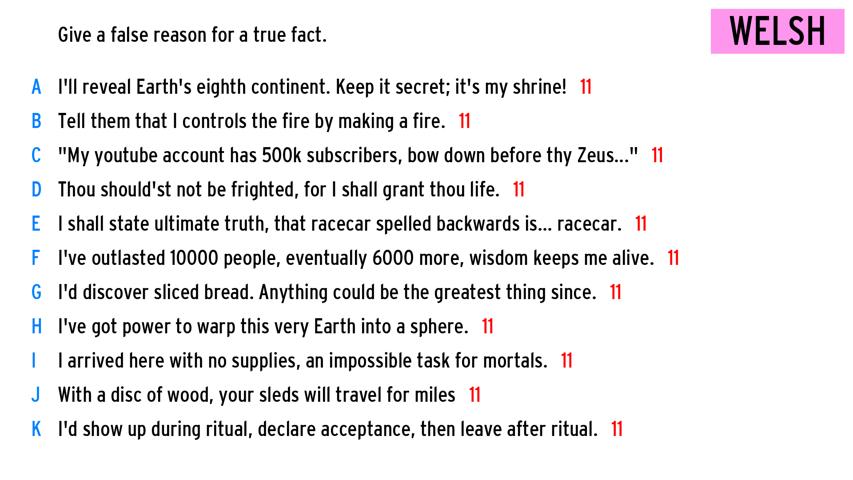 Give a false reason for a true fact.
WELSH
A I'll reveal Earth's eighth continent. Keep it secret; it's my shrine! 11
B Tell them that I controls the fire by making a fire. 11
C "My youtube account has 500k subscribers, bow down before thy Zeus..." 11
D Thou should'st not be frighted, for I shall grant thou life. 11
E I shall state ultimate truth, that racecar spelled backwards is... racecar. 11
F I've outlasted 10000 people, eventually 6000 more, wisdom keeps me alive. 11
G I'd discover sliced bread. Anything could be the greatest thing since. 11
H I've got power to warp this very Earth into a sphere. 11
I I arrived here with no supplies, an impossible task for mortals. 11
J With a disc of wood, your sleds will travel for miles 11
K I'd show up during ritual, declare acceptance, then leave after ritual. 11